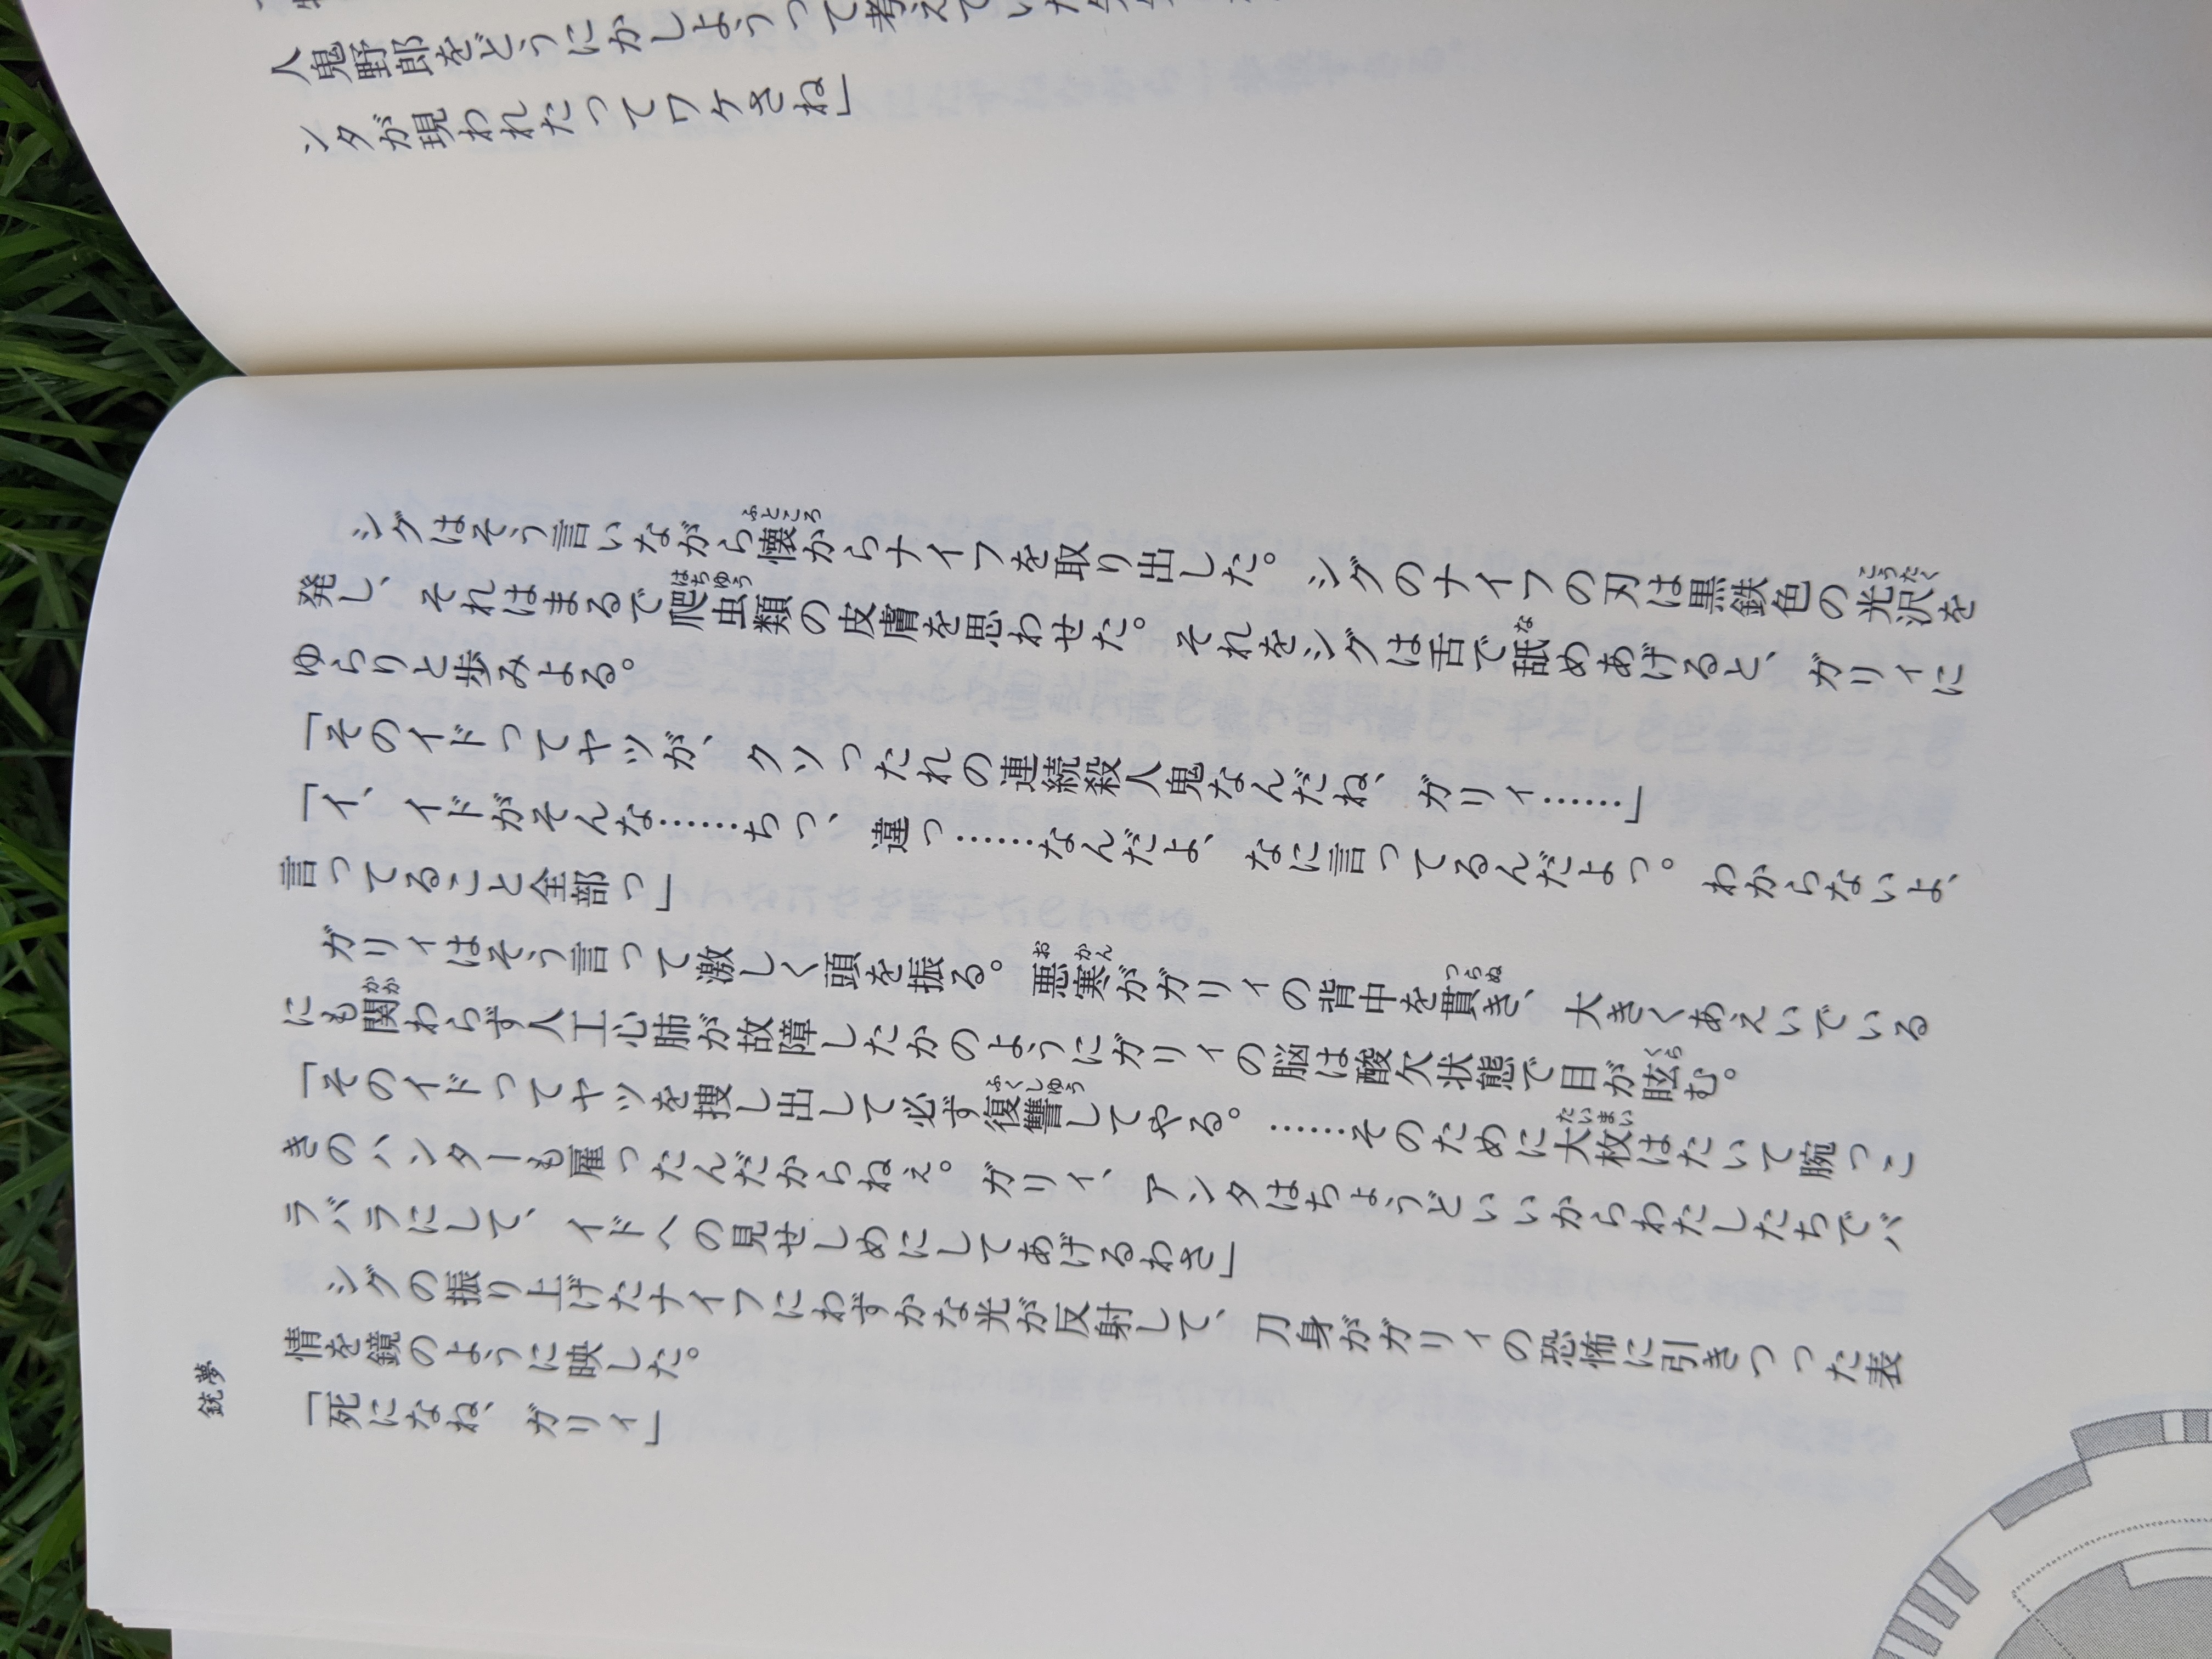 人鬼野郎をどうにかしようって考えていた
ンタが現われたってワケさね」
シグはそう言いながら懐からナイフを取り出した。シグのナイフの刃は黒鉄色の光沢を
発し、それはまるで爬虫類の皮膚を思わせた。それをシグは舌で舐めあげると、ガリィに
ゆらりと歩みよる。
「そのイドってヤツが、クソったれの連続殺人鬼なんだね、ガリィ……」
「イ、イドがそんな……ちっ、違っ……なんだよ、なに言ってるんだよっ。わからないよ、
言ってること全部っ」
ガリィはそう言って激しく頭を振る。悪寒がガリィの背中を貫き、大きくあえいでいる
にも関わらず人工心肺が故障したかのようにガリィの脳は酸欠状態で目が眩む。
「そのイドってヤツを捜し出して必ず復讐してやる。……そのために大枚はたいて腕っこ
きのハンターも雇ったんだからねぇ。ガリィ、アンタはちょうどいいからわたしたちでバ
ラバラにして、イドへの見せしめにしてあげるわさ」
シグの振り上げたナイフにわずかな光が反射して、刀身がガリィの恐怖に引きつった表
情を鏡のように映した。
「死になね、ガリィ」
銃夢